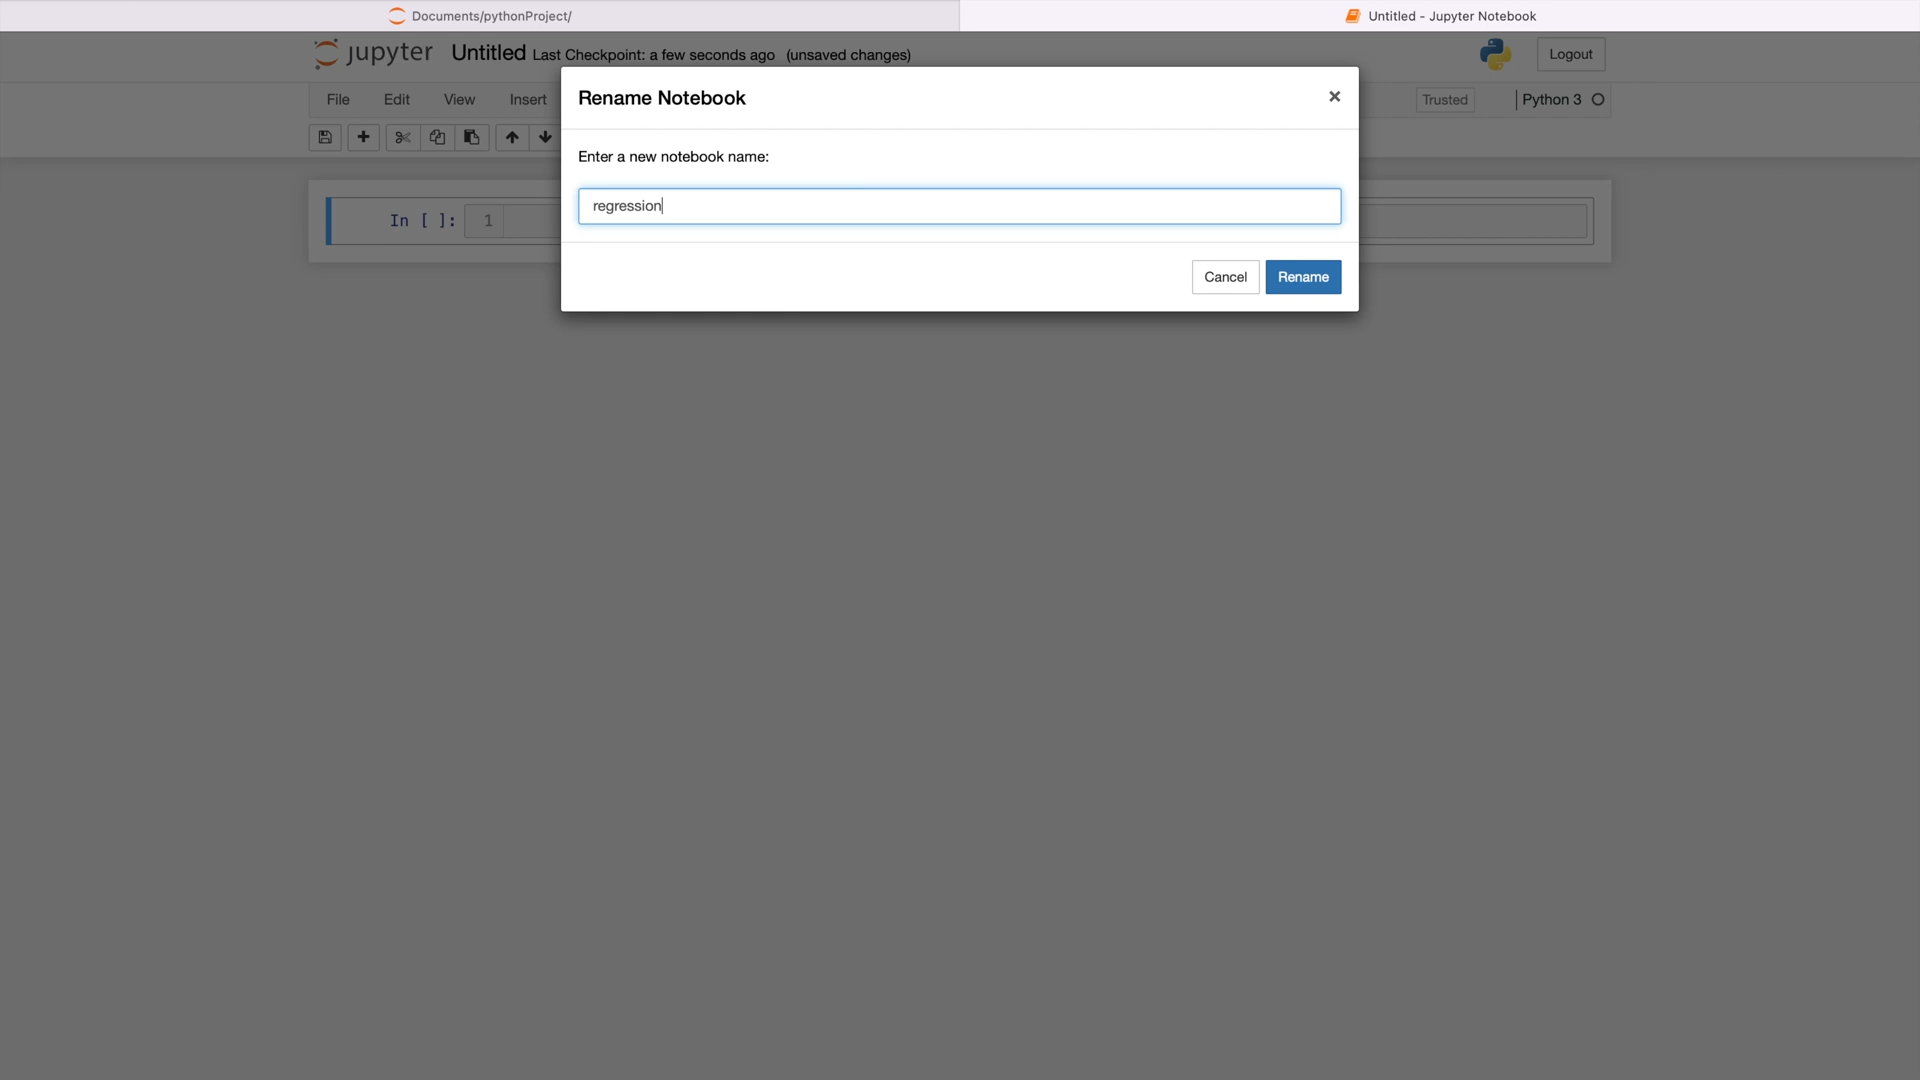 Documents/pythonProject/
Untitled - Jupyter Notebook
jupyter Untitled Last Checkpoint: a few seconds ago (unsaved changes)
Logout
Rename Notebook
File Edit View Insert
Trusted
Python 3
Enter a new notebook name:
regression
In [ ]: 1
Cancel
Rename